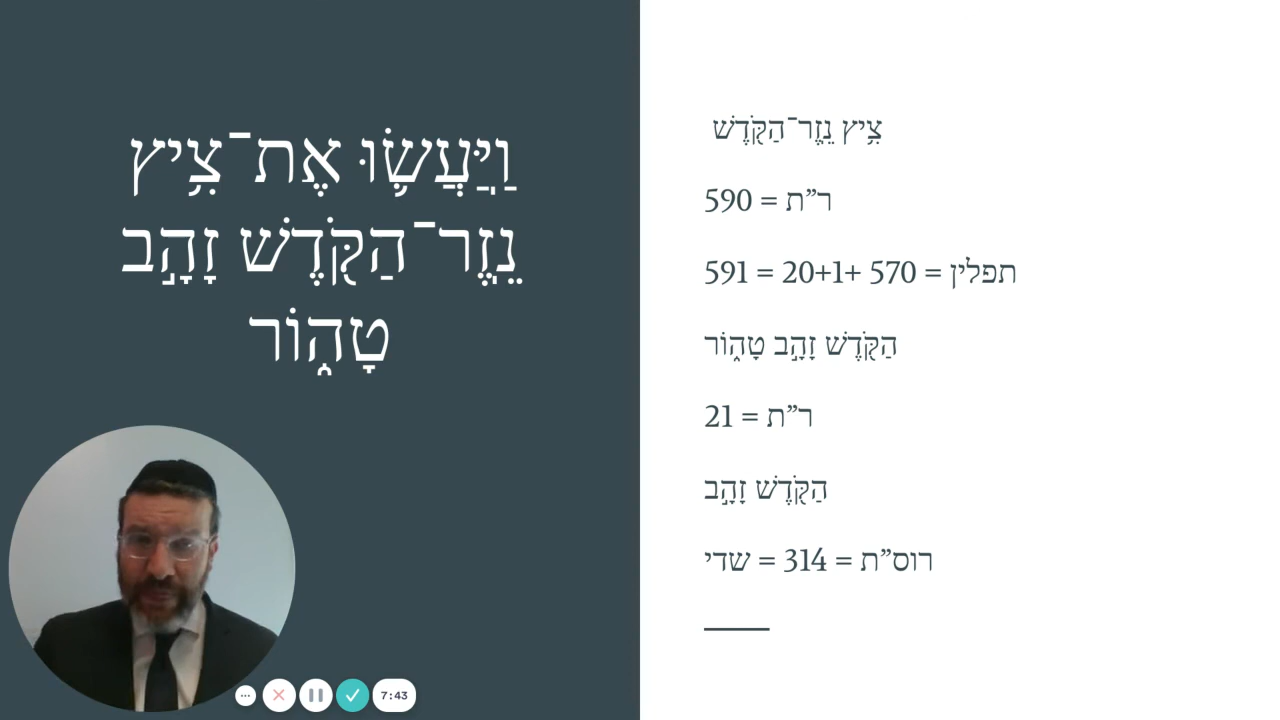 וַֽיַּעֲשׂ֛וּ אֶת־צִ֥יץ
נֵֽזֶר־הַקֹּ֖דֶשׁ זָהָ֣ב
טָה֑וֹר
צִ֥יץ נֵֽזֶר־הַקֹּ֖דֶשׁ
ר”ת = 590
תפלין = 570 +20+1 = 591
הַקֹּ֖דֶשׁ זָהָ֣ב טָה֑וֹר
ר”ת = 21
הַקֹּ֖דֶשׁ זָהָ֣ב
רוס”ת = 314 = שדי
7:43